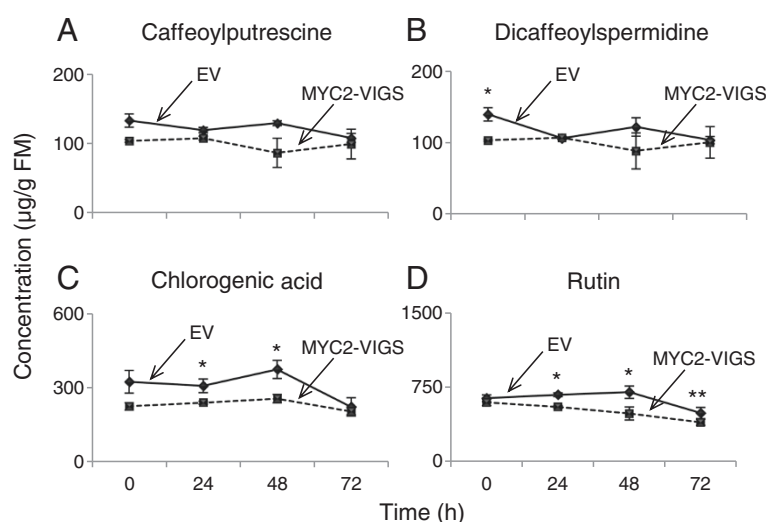 A Caffeoylputrescine
B Dicaffeoylspermidine
200
100
0
EV
MYC2-VIGS
200
100
0
*
EV
MYC2-VIGS
C Chlorogenic acid
D Rutin
600
300
0
EV
*
*
MYC2-VIGS
1500
750
0
EV
*
*
**
MYC2-VIGS
0 24 48 72
0 24 48 72
Concentration (µg/g FM)
Time (h)